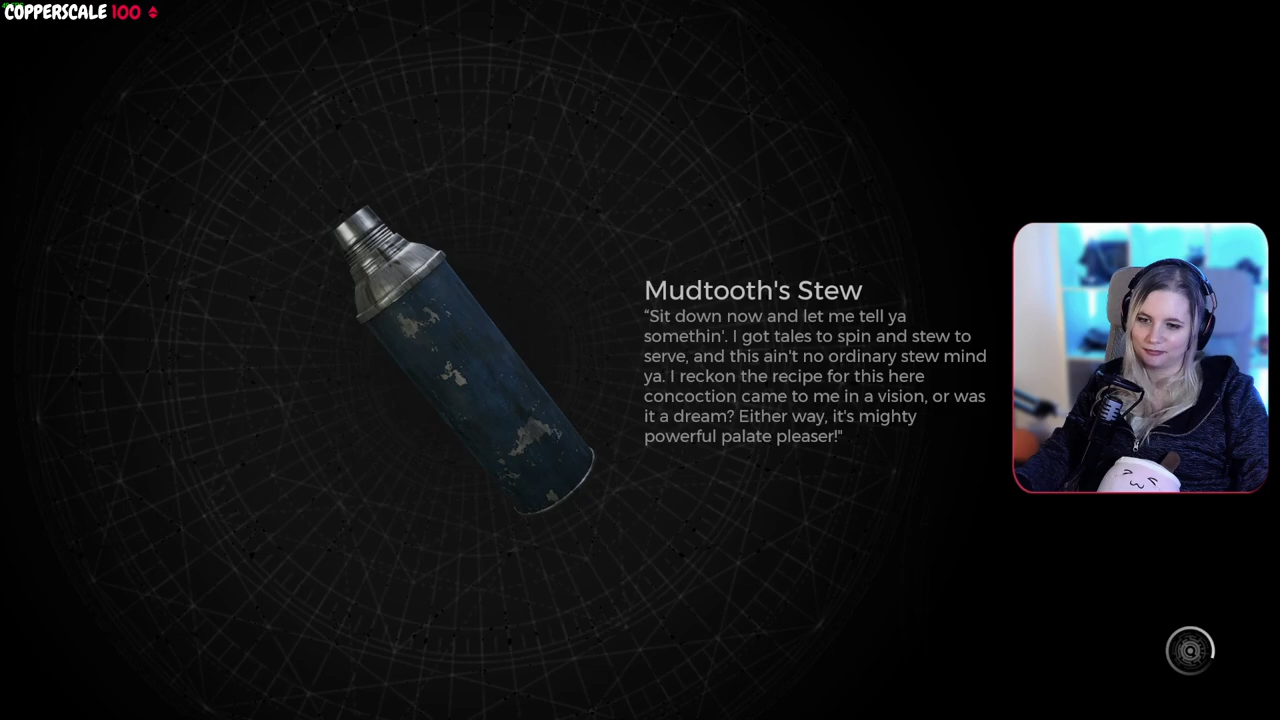 COPPERSCALE 100
Mudtooth's Stew
"Sit down now and let me tell ya
somethin'. I got tales to spin and stew to
serve, and this ain't no ordinary stew mind
ya. I reckon the recipe for this here
concoction came to me in a vision, or was
it a dream? Either way, it's mighty
powerful palate pleaser!"